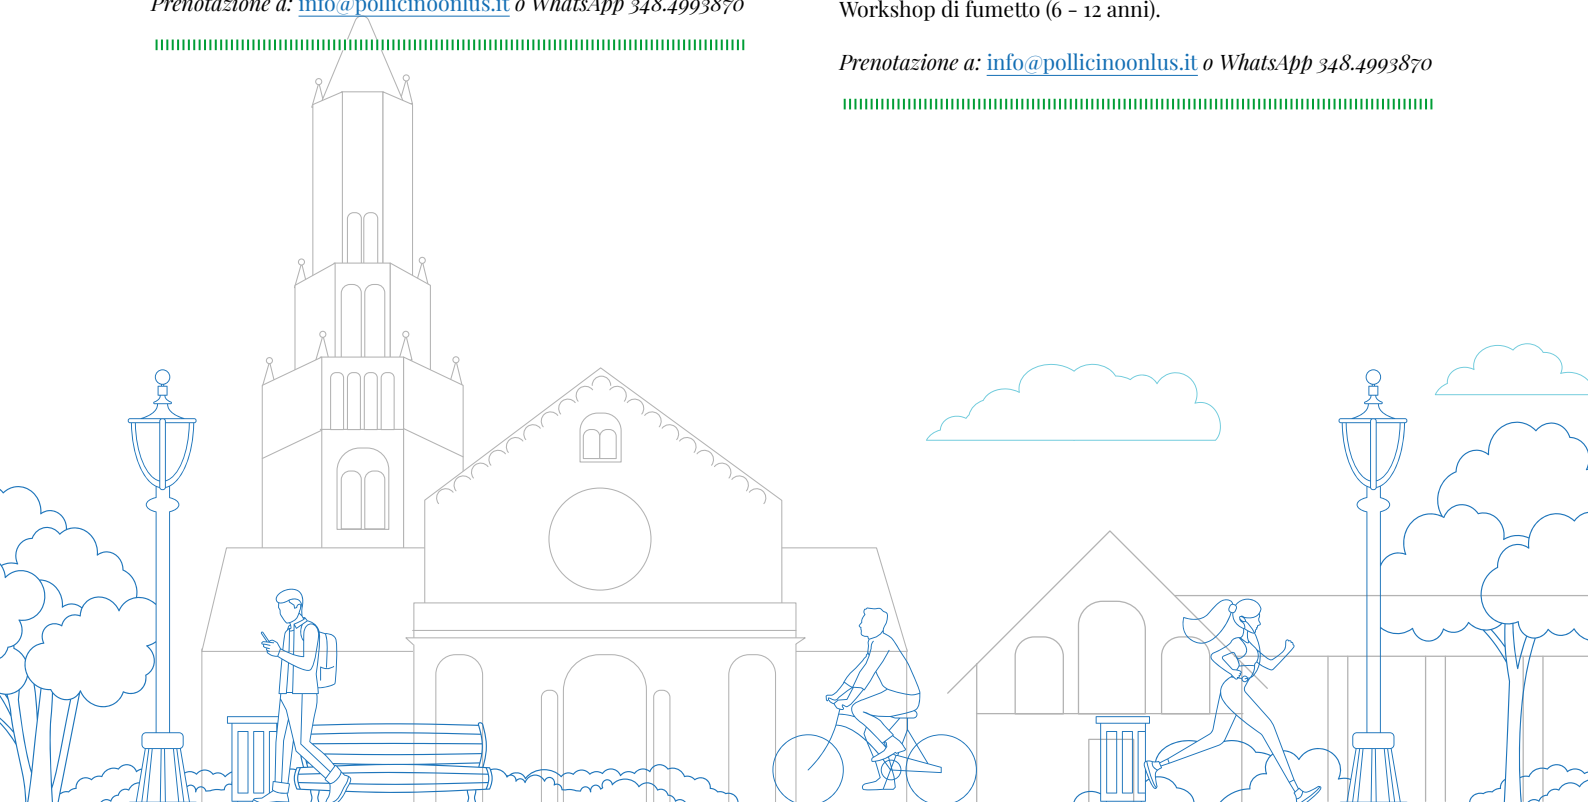 Prenotazione a: info@pollicinoonlus.it o WhatsApp 348.4993870
Workshop di fumetto (6 - 12 anni).
Prenotazione a: info@pollicinoonlus.it o WhatsApp 348.4993870